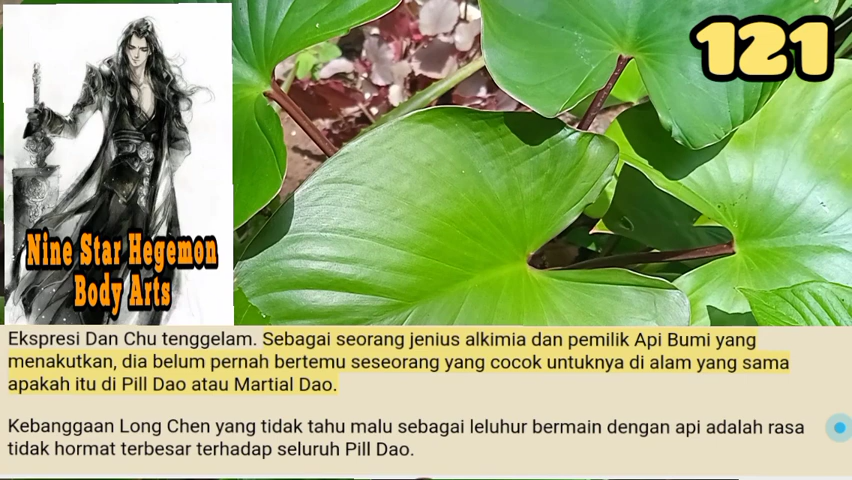 121
Nine Star Hegemon
Body Arts
Ekspresi Dan Chu tenggelam. Sebagai seorang jenius alkimia dan pemilik Api Bumi yang
menakutkan, dia belum pernah bertemu seseorang yang cocok untuknya di alam yang sama
apakah itu di Pill Dao atau Martial Dao.
Kebanggaan Long Chen yang tidak tahu malu sebagai leluhur bermain dengan api adalah rasa
tidak hormat terbesar terhadap seluruh Pill Dao.